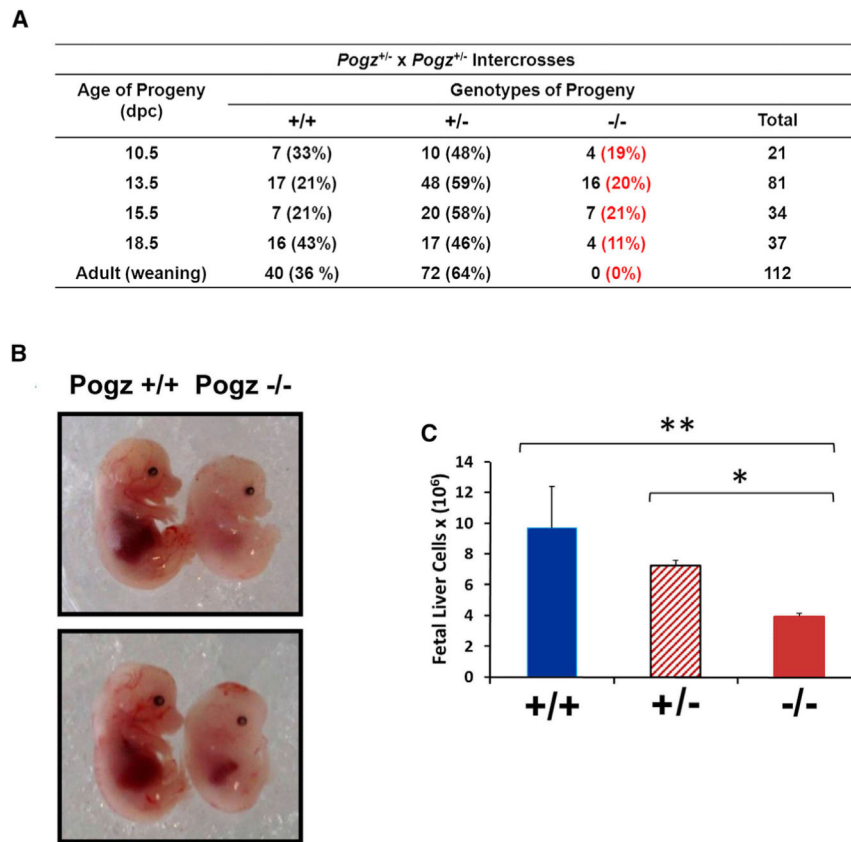 A
Pogz+/- x Pogz+/- Intercrosses
Age of Progeny (dpc) Genotypes of Progeny
+/+ +/- -/- Total
10.5 7 (33%) 10 (48%) 4 (19%) 21
13.5 17 (21%) 48 (59%) 16 (20%) 81
15.5 7 (21%) 20 (58%) 7 (21%) 34
18.5 16 (43%) 17 (46%) 4 (11%) 37
Adult (weaning) 40 (36 %) 72 (64%) 0 (0%) 112
B
Pogz +/+ Pogz -/-
C
**
*
Fetal Liver Cells x (10⁶)
14
12
10
8
6
4
2
0
+/+ +/- -/-